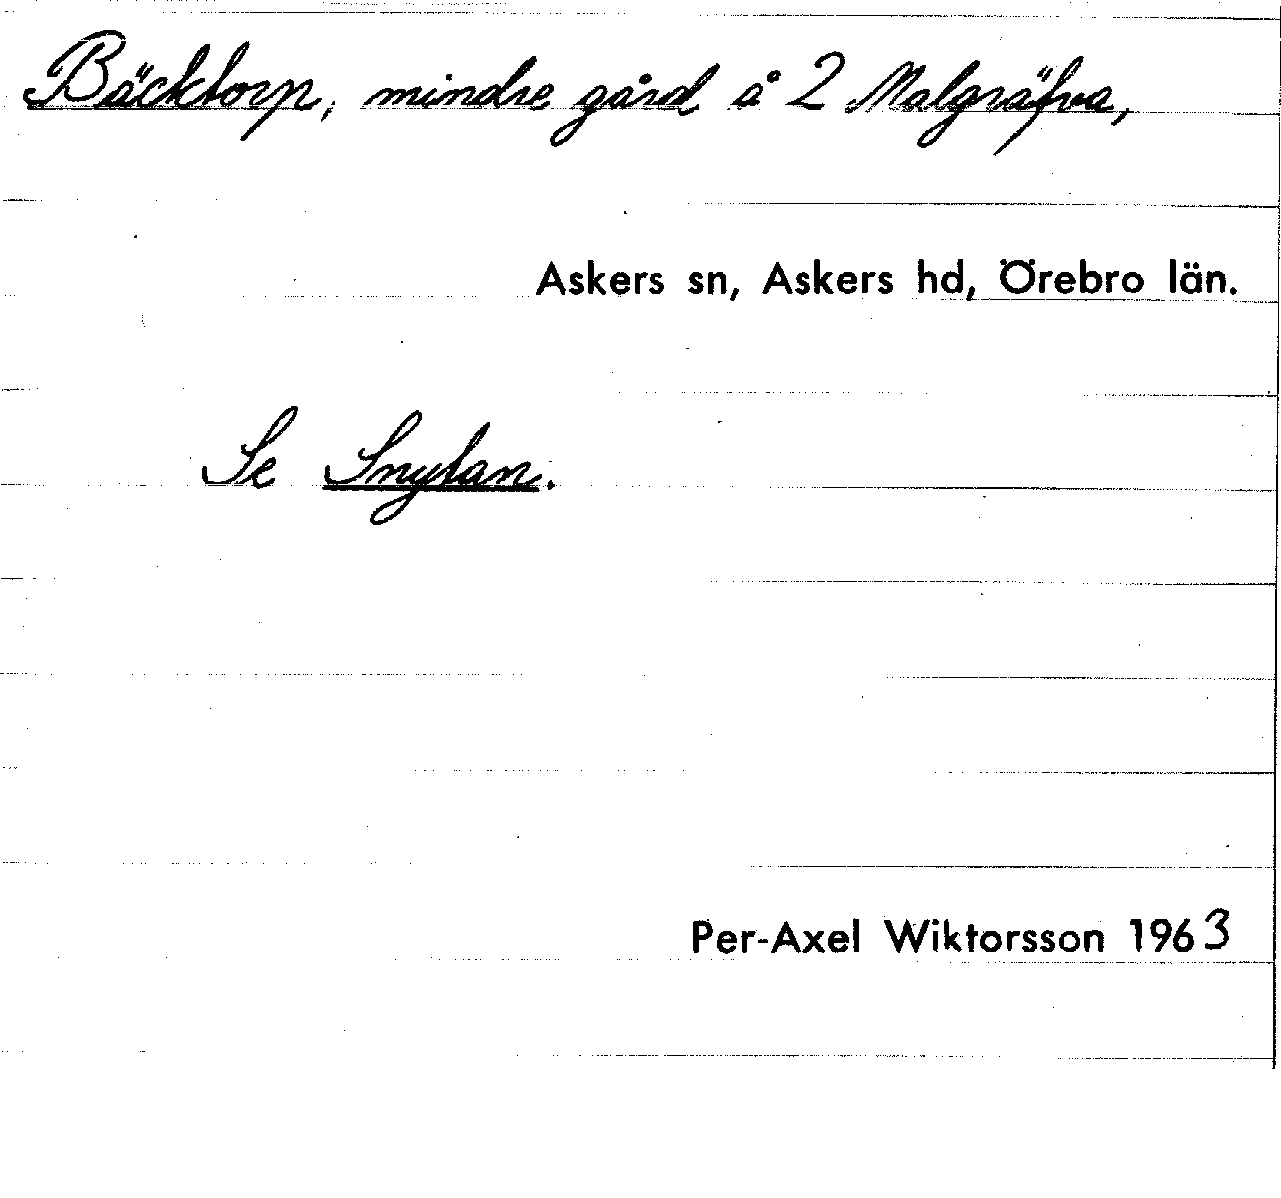 Bäcktorp, mindre gård å 2 Malgräfva,
Askers sn, Askers hd, Örebro län.
Se Snytan.
Per-Axel Wiktorsson 1963